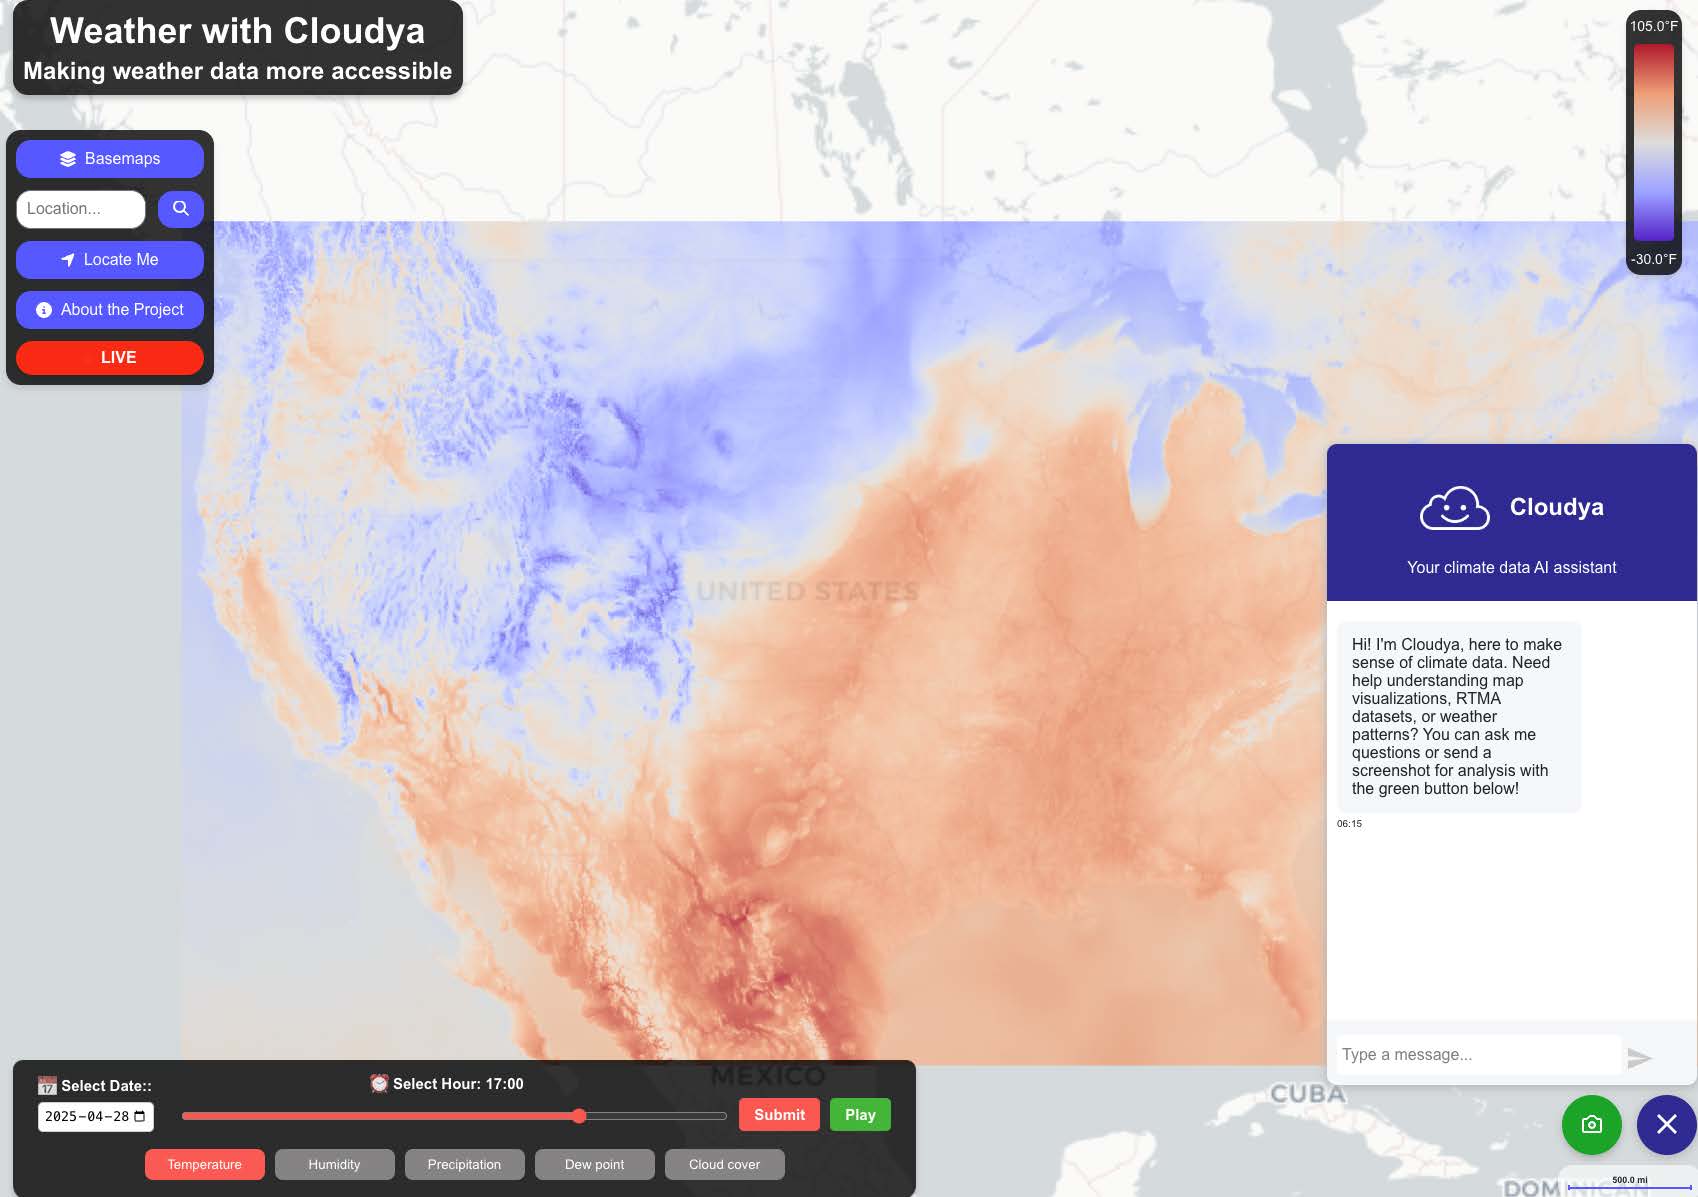 Weather with Cloudya
Making weather data more accessible
105.0°F
-30.0°F
Basemaps
Location...
Locate Me
About the Project
LIVE
UNITED STATES
Cloudya
Your climate data AI assistant
Hi! I'm Cloudya, here to make
sense of climate data. Need
help understanding map
visualizations, RTMA
datasets, or weather
patterns? You can ask me
questions or send a
screenshot for analysis with
the green button below!
06:15
Type a message...
MEXICO
CUBA
17 Select Date::
Select Hour: 17:00
2025-04-28
Submit
Play
Temperature
Humidity
Precipitation
Dew point
Cloud cover
500.0 mi
DOMINICAN